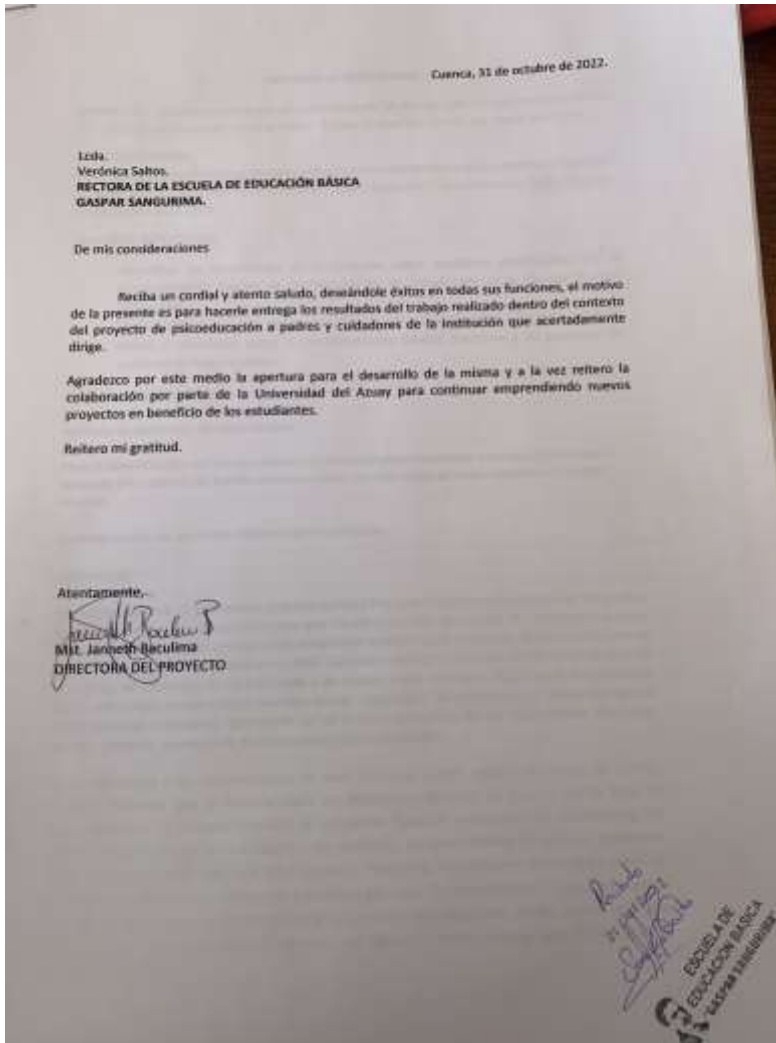 Cuenca, 31 de octubre de 2022.
Lcda.
Verónica Saltos.
RECTORA DE LA ESCUELA DE EDUCACIÓN BÁSICA
GASPAR SANGURIMA.
De mis consideraciones
Reciba un cordial y atento saludo, deseándole éxitos en todas sus funciones, el motivo
de la presente es para hacerle entrega los resultados del trabajo realizado dentro del contexto
del proyecto de psicoeducación a padres y cuidadores de la institución que acertadamente
dirige.
Agradezco por este medio la apertura para el desarrollo de la misma y a la vez reitero la
colaboración por parte de la Universidad del Azuay para continuar emprendiendo nuevos
proyectos en beneficio de los estudiantes.
Reitero mi gratitud.
Atentamente,
Mst. Janneth Baculima
DIRECTORA DEL PROYECTO
Recibido
ESCUELA DE
EDUCACIÓN BÁSICA
GASPAR SANGURIMA